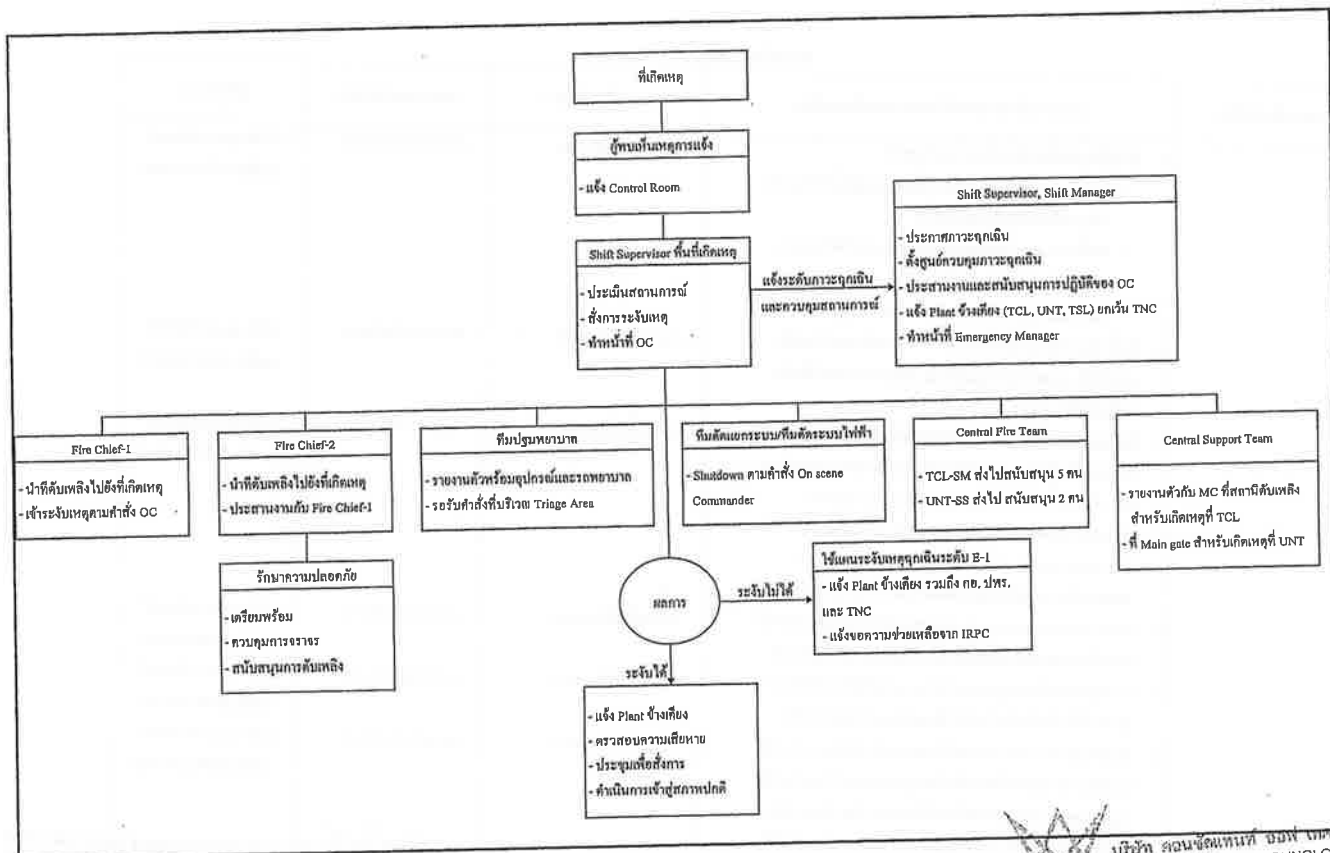 ที่เกิดเหตุ
ผู้พบเห็นเหตุการแจ้ง
- แจ้ง Control Room
Shift Supervisor พื้นที่เกิดเหตุ
- ประเมินสถานการณ์
- สั่งการระงับเหตุ
- ทำหน้าที่ OC
แจ้งระดับภาวะฉุกเฉิน
และควบคุมสถานการณ์
Shift Supervisor, Shift Manager
- ประกาศภาวะฉุกเฉิน
- ตั้งศูนย์ควบคุมภาวะฉุกเฉิน
- ประสานงานและสนับสนุนการปฏิบัติของ OC
- แจ้ง Plant ข้างเคียง (TCL, UNT, TSL) ยกเว้น TNC
- ทำหน้าที่ Emergency Manager
Fire Chief-1
- นำทีดับเพลิงไปยังที่เกิดเหตุ
- เข้าระงับเหตุตามคำสั่ง OC
Fire Chief-2
- นำทีดับเพลิงไปยังที่เกิดเหตุ
- ประสานงานกับ Fire Chief-1
รักษาความปลอดภัย
- เตรียมพร้อม
- ควบคุมการจราจร
- สนับสนุนการดับเพลิง
ทีมปฐมพยาบาล
- รายงานตัวพร้อมอุปกรณ์และรถพยาบาล
- รอรับคำสั่งที่บริเวณ Triage Area
ทีมตัดแยกระบบ/ทีมตัดระบบไฟฟ้า
- Shutdown ตามคำสั่ง On scene
Commander
Central Fire Team
- TCL-SM ส่งไปสนับสนุน 5 คน
- UNT-SS ส่งไป สนับสนุน 2 คน
Central Support Team
- รายงานตัวกับ MC ที่สถานีดับเพลิง
สำหรับเกิดเหตุที่ TCL
- ที่ Main gate สำหรับเกิดเหตุที่ UNT
ผลการ
ระงับไม่ได้
ใช้แผนระงับเหตุฉุกเฉินระดับ E-1
- แจ้ง Plant ข้างเคียง รวมถึง กอ. ปภร.
และ TNC
- แจ้งขอความช่วยเหลือจาก IRPC
ระงับได้
- แจ้ง Plant ข้างเคียง
- ตรวสอบความเสียหาย
- ประชุมเพื่อสั่งการ
- ดำเนินการเข้าสู่สภาพปกติ
บริษัท คอนซัลแทนท์ ออฟ